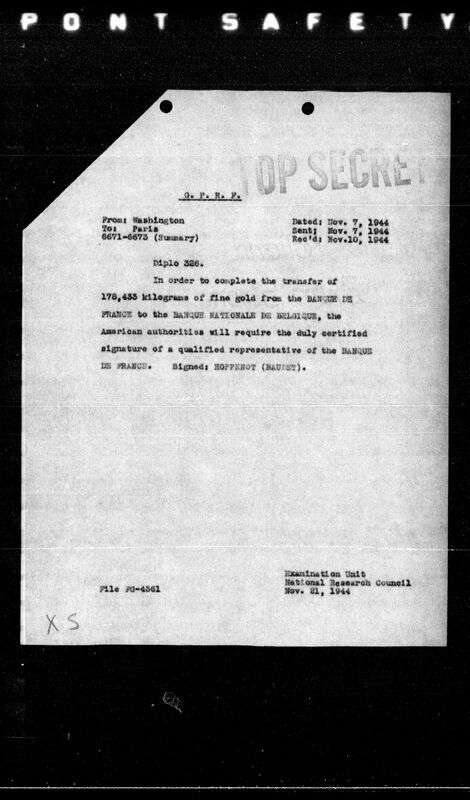 PONT SAFETY
TOP SECRET
G. P. R. F.
From: Washington
To: Paris
6671-6673 (Summary)
Dated: Nov. 7, 1944
Sent: Nov. 7, 1944
Rec'd: Nov.10, 1944
Diplo 326.
In order to complete the transfer of
178,433 kilograms of fine gold from the BANQUE DE
FRANCE to the BANQUE NATIONALE DE BELGIQUE, the
American authorities will require the duly certified
signature of a qualified representative of the BANQUE
DE FRANCE. Signed: HOPPENOT (BAUDET).
Examination Unit
National Research Council
Nov. 21, 1944
File FG-4361
X S